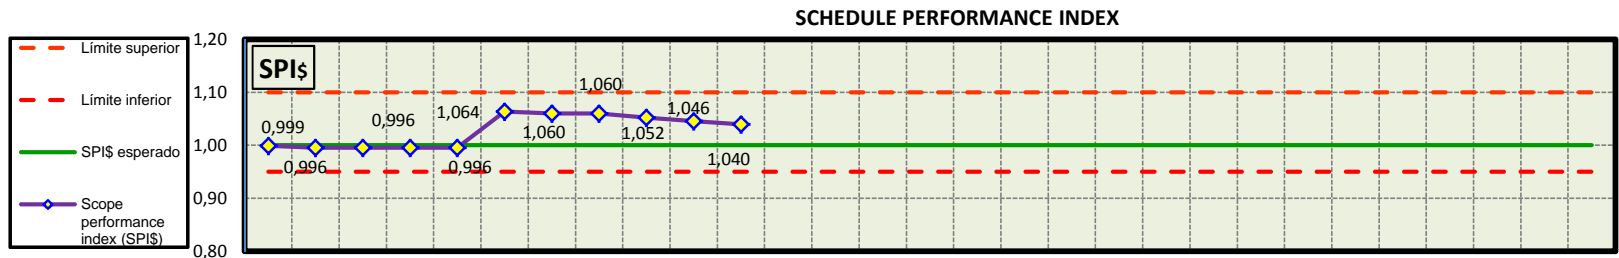 SCHEDULE PERFORMANCE INDEX
Límite superior
Límite inferior
SPI$ esperado
Scope
performance
index (SPI$)
1,20
1,10
1,00
0,90
0,80
SPI$
0,999
0,996
0,996
0,996
1,064
1,060
1,060
1,052
1,046
1,040